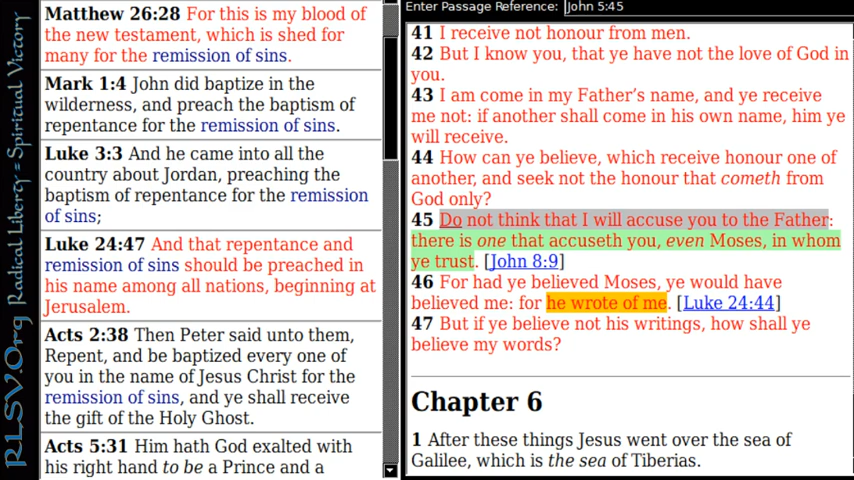 RLSV.Org Radical Liberty = Spiritual Victory
Matthew 26:28 For this is my blood of
the new testament, which is shed for
many for the remission of sins.
Mark 1:4 John did baptize in the
wilderness, and preach the baptism of
repentance for the remission of sins.
Luke 3:3 And he came into all the
country about Jordan, preaching the
baptism of repentance for the remission
of sins;
Luke 24:47 And that repentance and
remission of sins should be preached in
his name among all nations, beginning at
Jerusalem.
Acts 2:38 Then Peter said unto them,
Repent, and be baptized every one of
you in the name of Jesus Christ for the
remission of sins, and ye shall receive
the gift of the Holy Ghost.
Acts 5:31 Him hath God exalted with
his right hand to be a Prince and a
Enter Passage Reference: John 5:45
41 I receive not honour from men.
42 But I know you, that ye have not the love of God in
you.
43 I am come in my Father's name, and ye receive
me not: if another shall come in his own name, him ye
will receive.
44 How can ye believe, which receive honour one of
another, and seek not the honour that cometh from
God only?
45 Do not think that I will accuse you to the Father:
there is one that accuseth you, even Moses, in whom
ye trust. [John 8:9]
46 For had ye believed Moses, ye would have
believed me: for he wrote of me. [Luke 24:44]
47 But if ye believe not his writings, how shall ye
believe my words?
Chapter 6
1 After these things Jesus went over the sea of
Galilee, which is the sea of Tiberias.